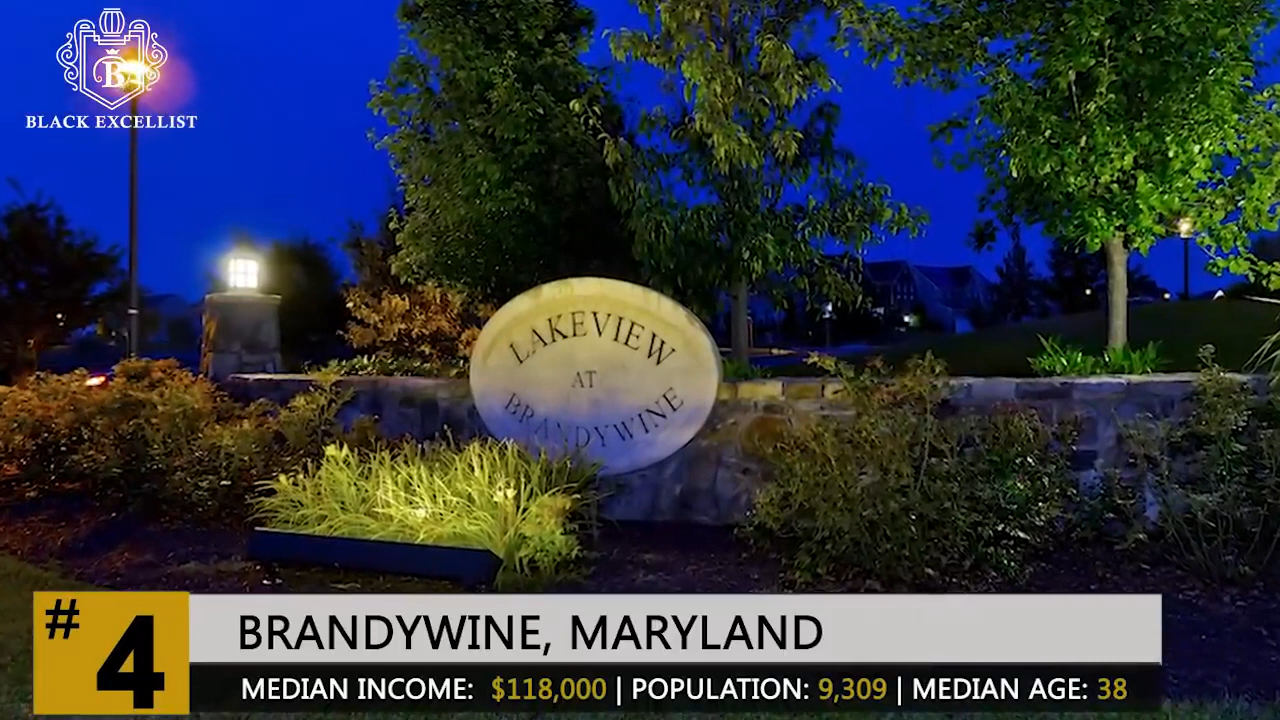 B
BLACK EXCELLIST
LAKEVIEW
AT
BRANDYWINE
#4
BRANDYWINE, MARYLAND
MEDIAN INCOME: $118,000 | POPULATION: 9,309 | MEDIAN AGE: 38